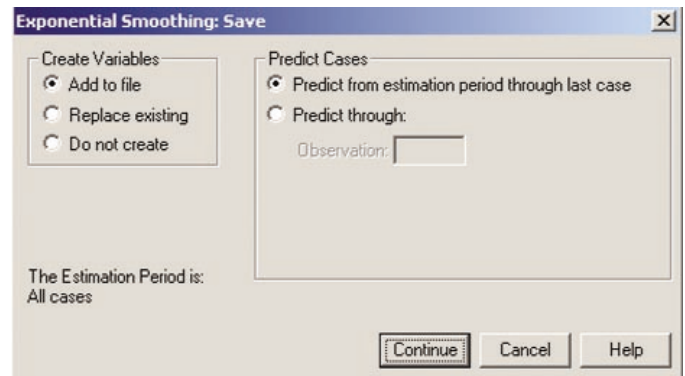 Exponential Smoothing: Save
Create Variables
Add to file
Replace existing
Do not create
The Estimation Period is:
All cases
Predict Cases
Predict from estimation period through last case
Predict through:
Observation:
Continue
Cancel
Help